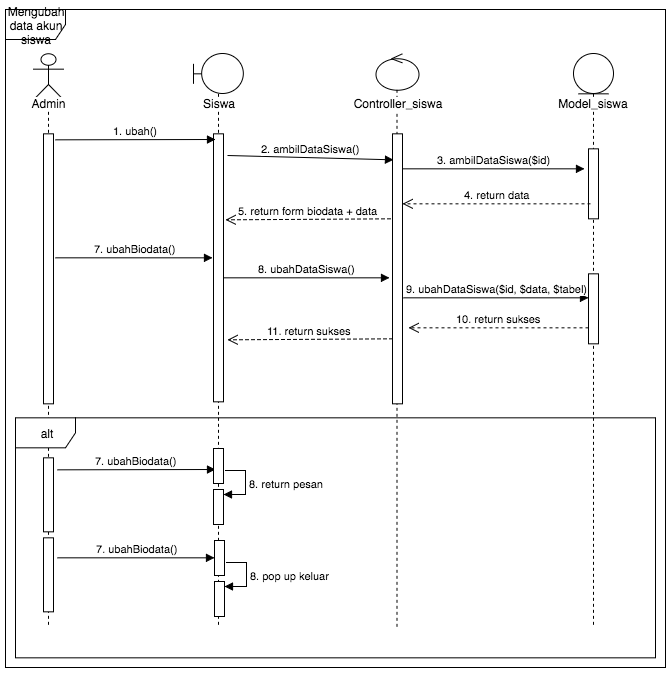 Mengubah
data akun
siswa
Admin
Siswa
Controller_siswa
Model_siswa
1. ubah()
2. ambilDataSiswa()
3. ambilDataSiswa($id)
4. return data
5. return form biodata + data
7. ubahBiodata()
8. ubahDataSiswa()
9. ubahDataSiswa($id, $data, $tabel)
10. return sukses
11. return sukses
alt
7. ubahBiodata()
8. return pesan
7. ubahBiodata()
8. pop up keluar